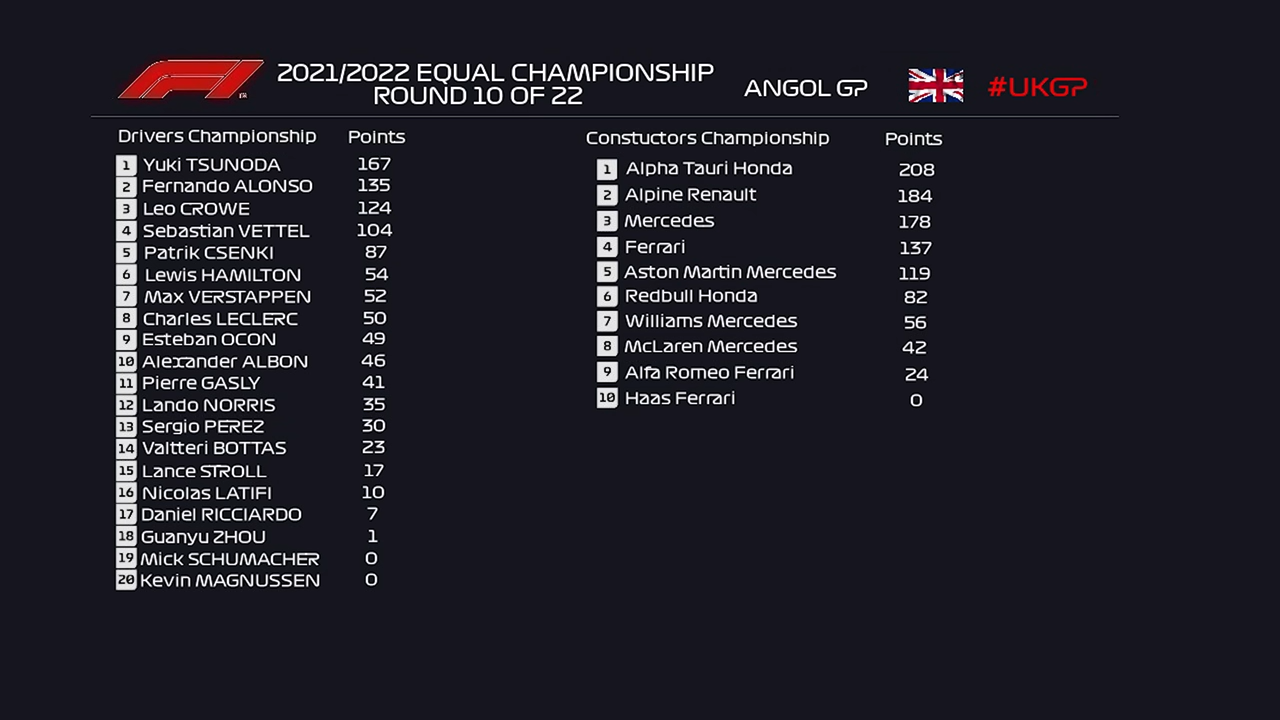 F1
2021/2022 EQUAL CHAMPIONSHIP
ROUND 10 OF 22
ANGOL GP
#UKGP
Drivers Championship Points
1 Yuki TSUNODA 167
2 Fernando ALONSO 135
3 Leo CROWE 124
4 Sebastian VETTEL 104
5 Patrik CSENKI 87
6 Lewis HAMILTON 54
7 Max VERSTAPPEN 52
8 Charles LECLERC 50
9 Esteban OCON 49
10 Alexander ALBON 46
11 Pierre GASLY 41
12 Lando NORRIS 35
13 Sergio PEREZ 30
14 Valtteri BOTTAS 23
15 Lance STROLL 17
16 Nicolas LATIFI 10
17 Daniel RICCIARDO 7
18 Guanyu ZHOU 1
19 Mick SCHUMACHER 0
20 Kevin MAGNUSSEN 0
Constuctors Championship Points
1 Alpha Tauri Honda 208
2 Alpine Renault 184
3 Mercedes 178
4 Ferrari 137
5 Aston Martin Mercedes 119
6 Redbull Honda 82
7 Williams Mercedes 56
8 McLaren Mercedes 42
9 Alfa Romeo Ferrari 24
10 Haas Ferrari 0